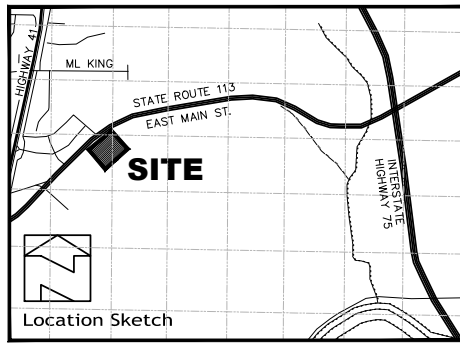 HIGHWAY 41
ML KING
STATE ROUTE 113
EAST MAIN ST.
SITE
INTERSTATE
HIGHWAY 75
Location Sketch